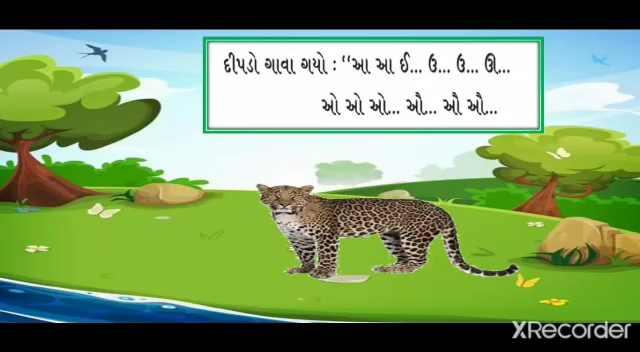 દીપડો ગાવા ગયો : “આ આ ઈ... ઉ... ઉ... ઊ...
ઓ ઓ ઓ... ઔ... ઔ ઔ...
XRecorder